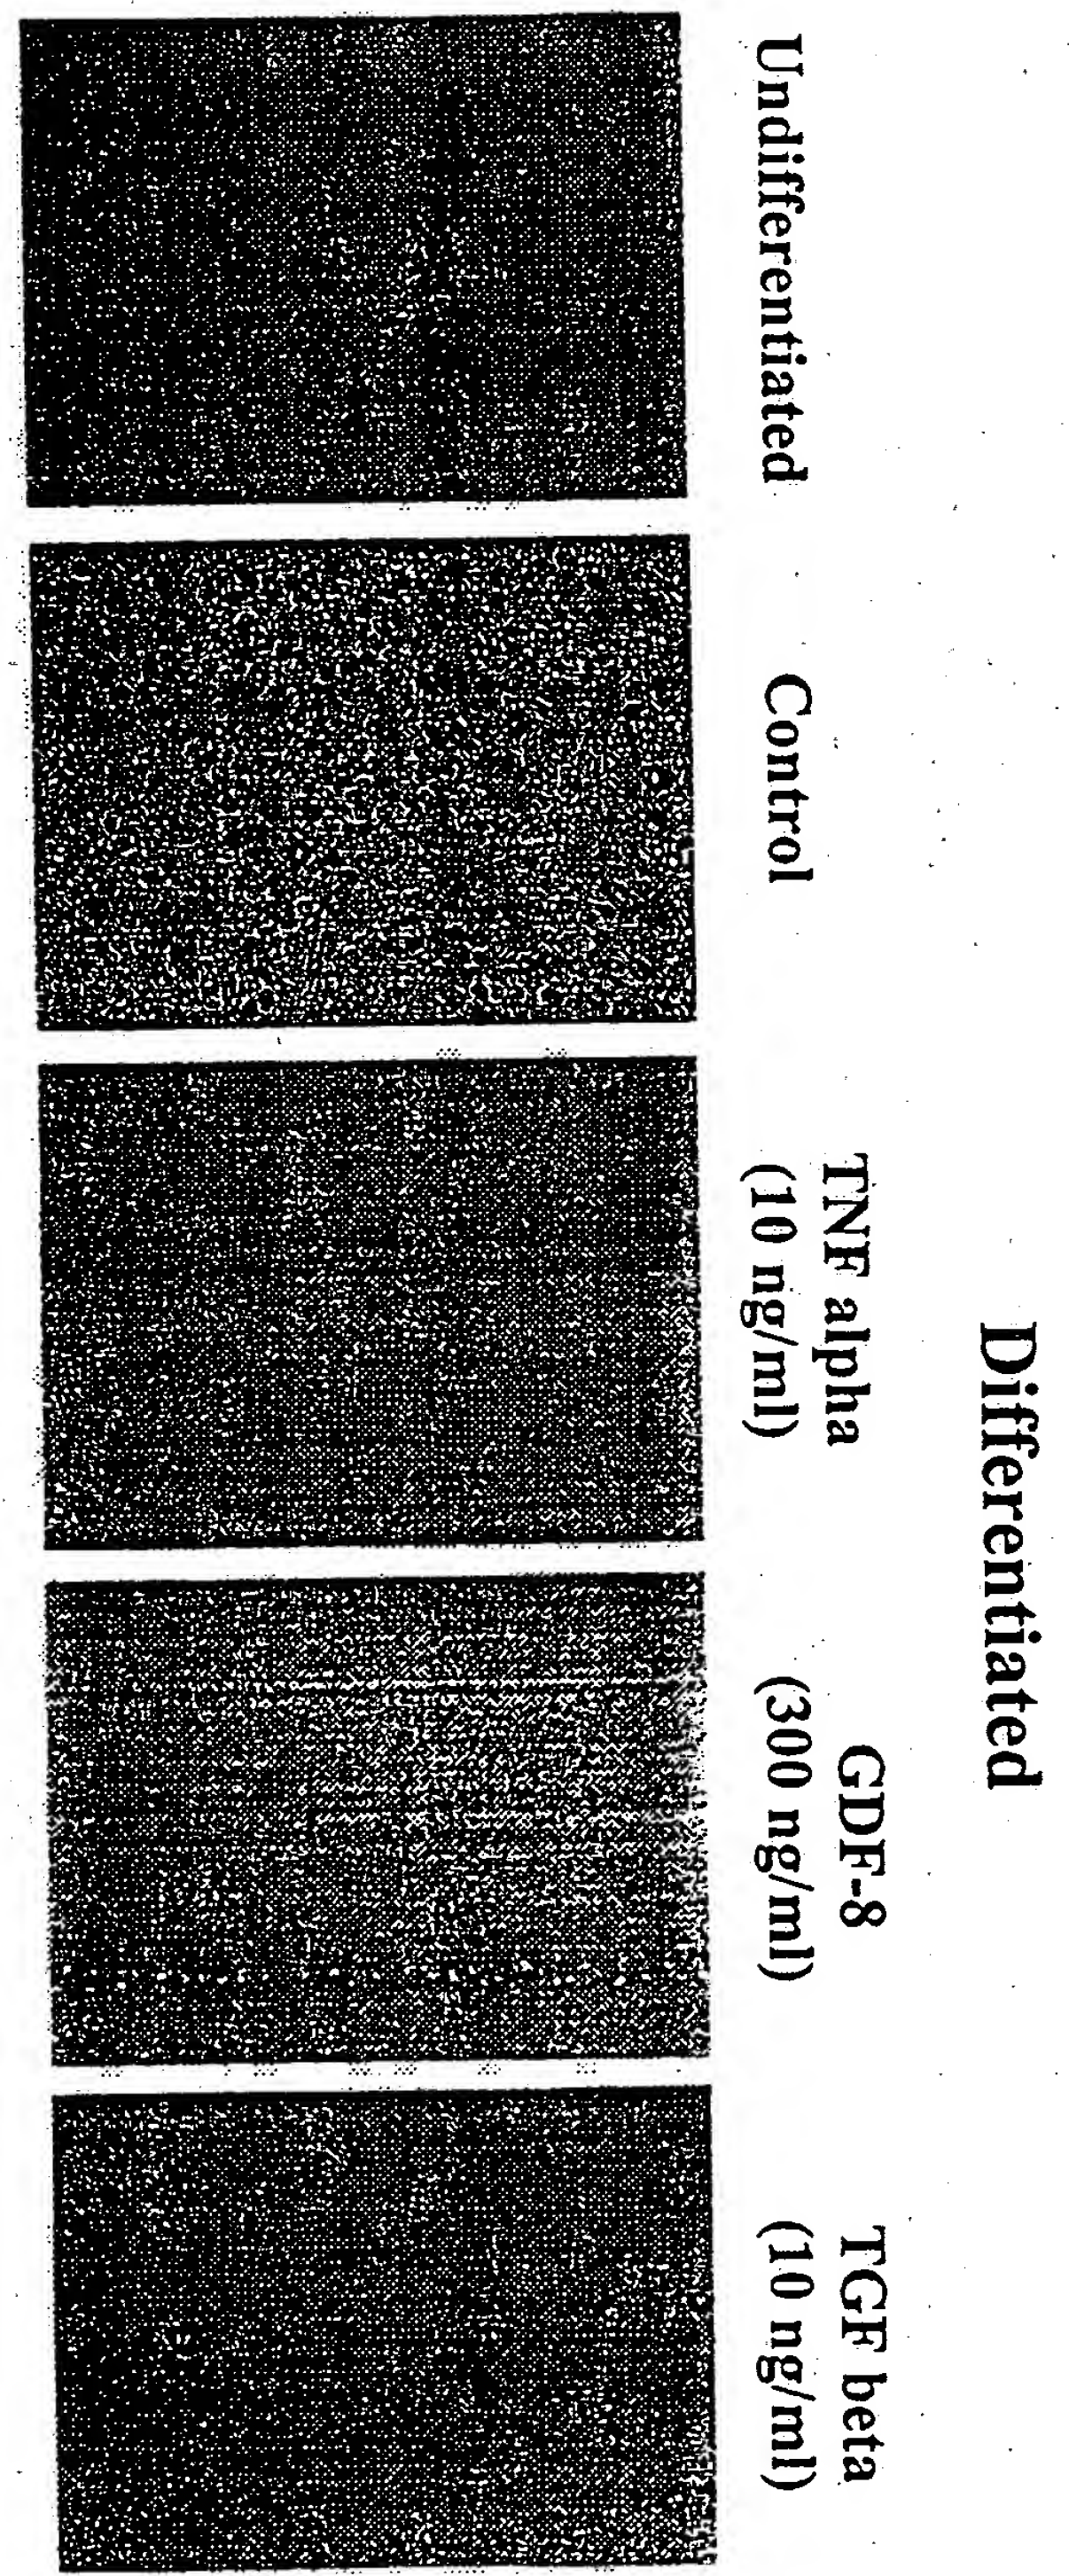 Differentiated
Undifferentiated
Control
TNF alpha
(10 ng/ml)
GDF-8
(300 ng/ml)
TGF beta
(10 ng/ml)